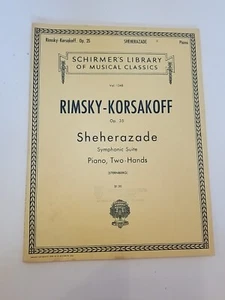 Rimsky-Korsakoff Op. 35 SHEHERAZADE Piano
SCHIRMER'S LIBRARY
OF MUSICAL CLASSICS
RIMSKY-KORSAKOFF
Op. 35
Sheherazade
Symphonic Suite
Piano, Two-Hands